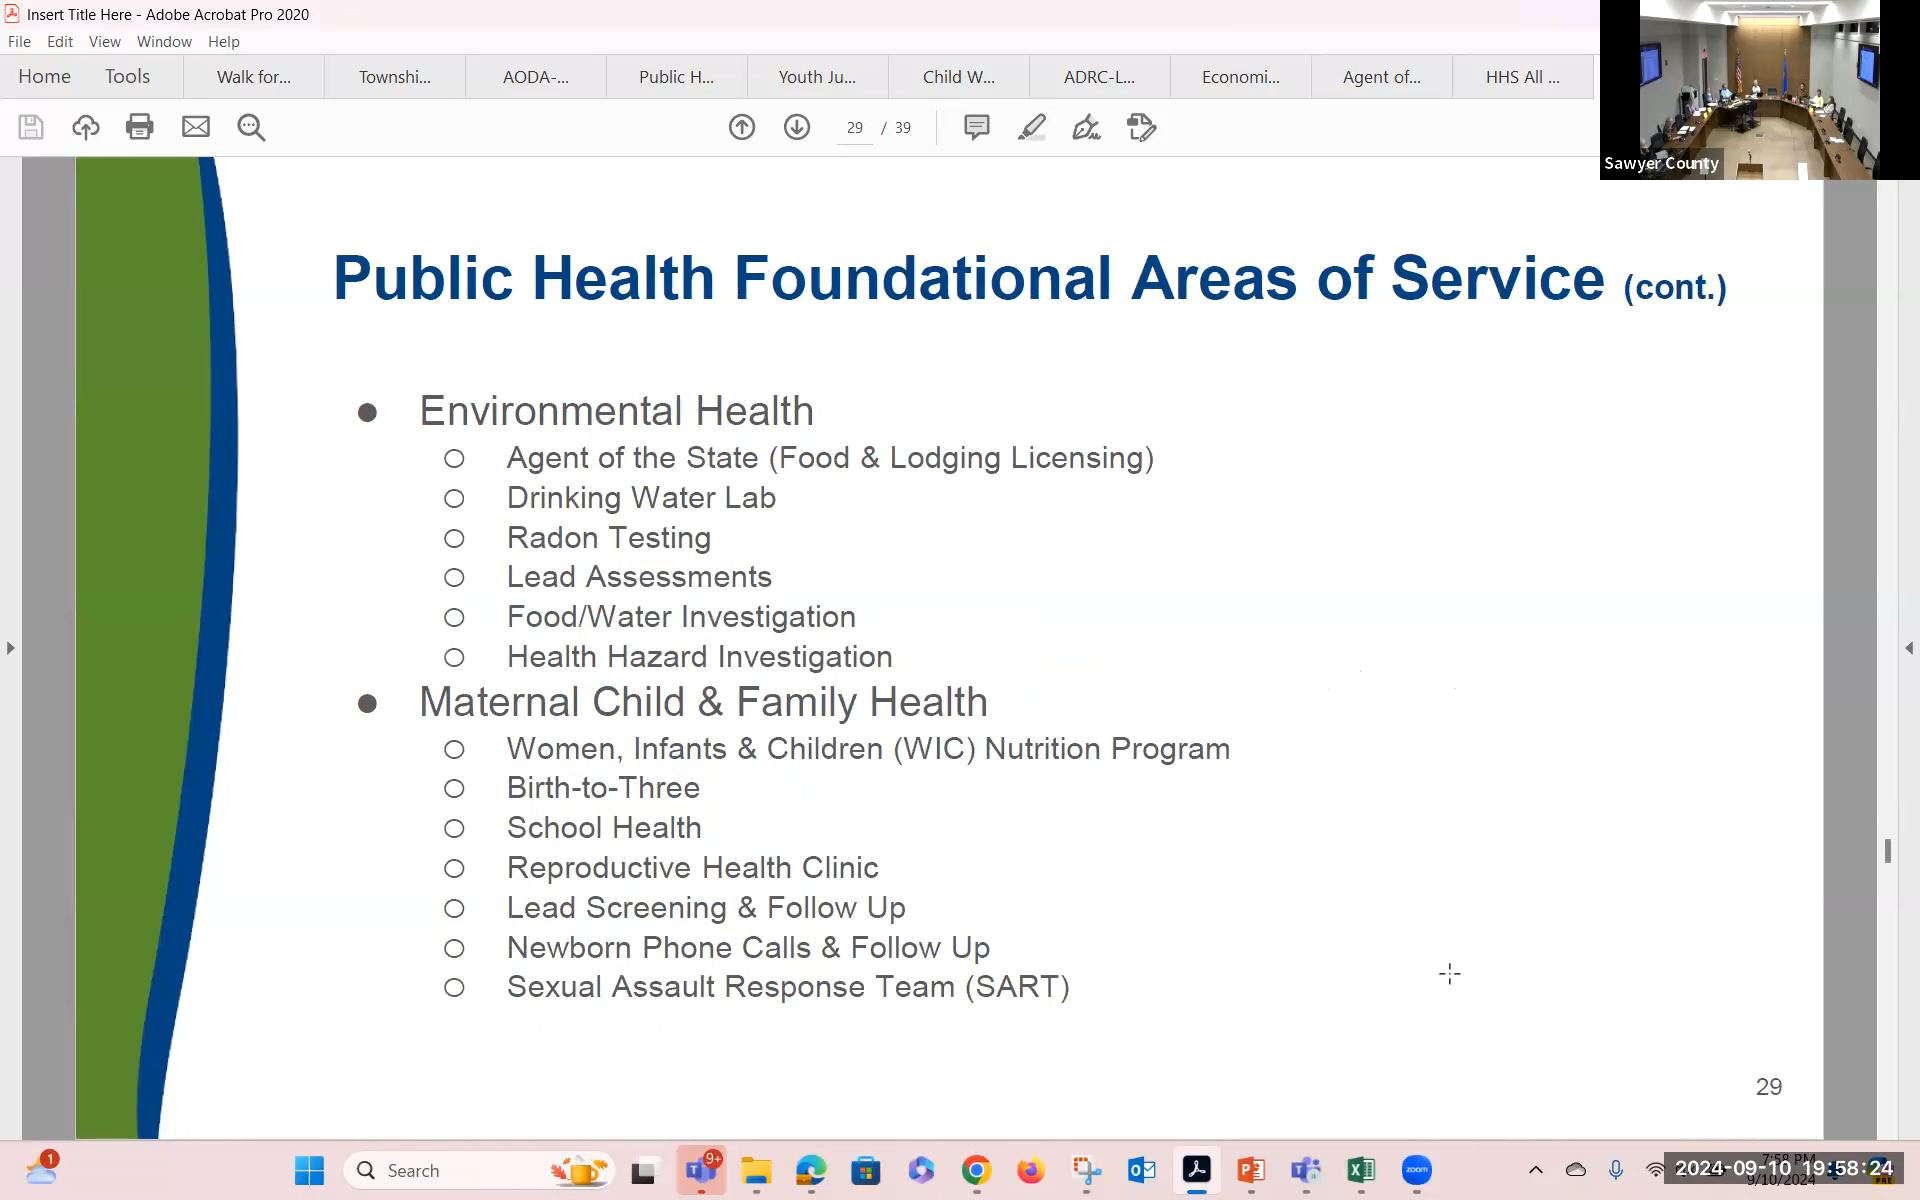 Insert Title Here - Adobe Acrobat Pro 2020
File Edit View Window Help
Home Tools Walk for... Townshi... AODA-... Public H... Youth Ju... Child W... ADRC-L... Economi... Agent of... HHS All ...
29 / 39
Sawyer County
Public Health Foundational Areas of Service (cont.)
Environmental Health
Agent of the State (Food & Lodging Licensing)
Drinking Water Lab
Radon Testing
Lead Assessments
Food/Water Investigation
Health Hazard Investigation
Maternal Child & Family Health
Women, Infants & Children (WIC) Nutrition Program
Birth-to-Three
School Health
Reproductive Health Clinic
Lead Screening & Follow Up
Newborn Phone Calls & Follow Up
Sexual Assault Response Team (SART)
29
1
Search
9+
zoom
7:58 PM
2024-09-10 19:58:24
9/10/2024
PRE